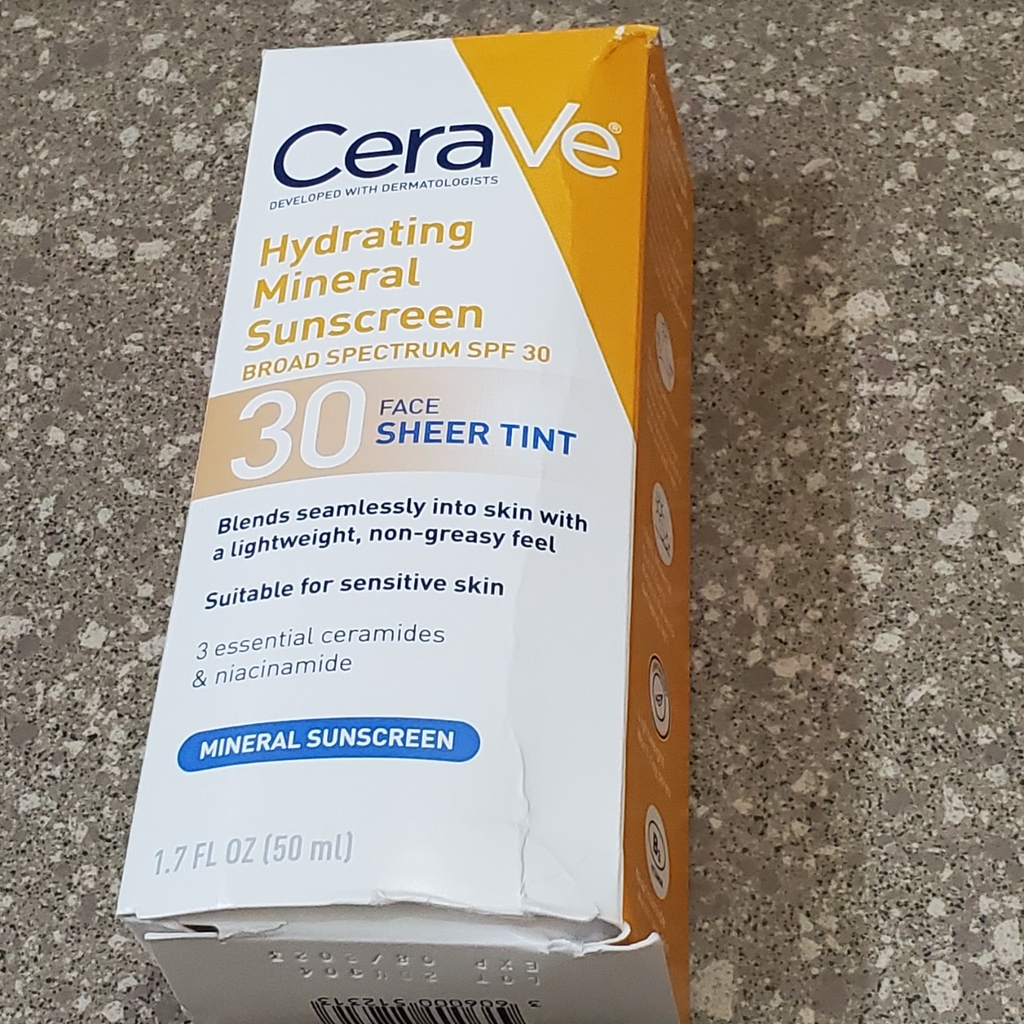 CeraVe®
DEVELOPED WITH DERMATOLOGISTS
Hydrating
Mineral
Sunscreen
BROAD SPECTRUM SPF 30
30 FACE
SHEER TINT
Blends seamlessly into skin with
a lightweight, non-greasy feel
Suitable for sensitive skin
3 essential ceramides
& niacinamide
MINERAL SUNSCREEN
1.7 FL OZ (50 ml)
LOT
EXP